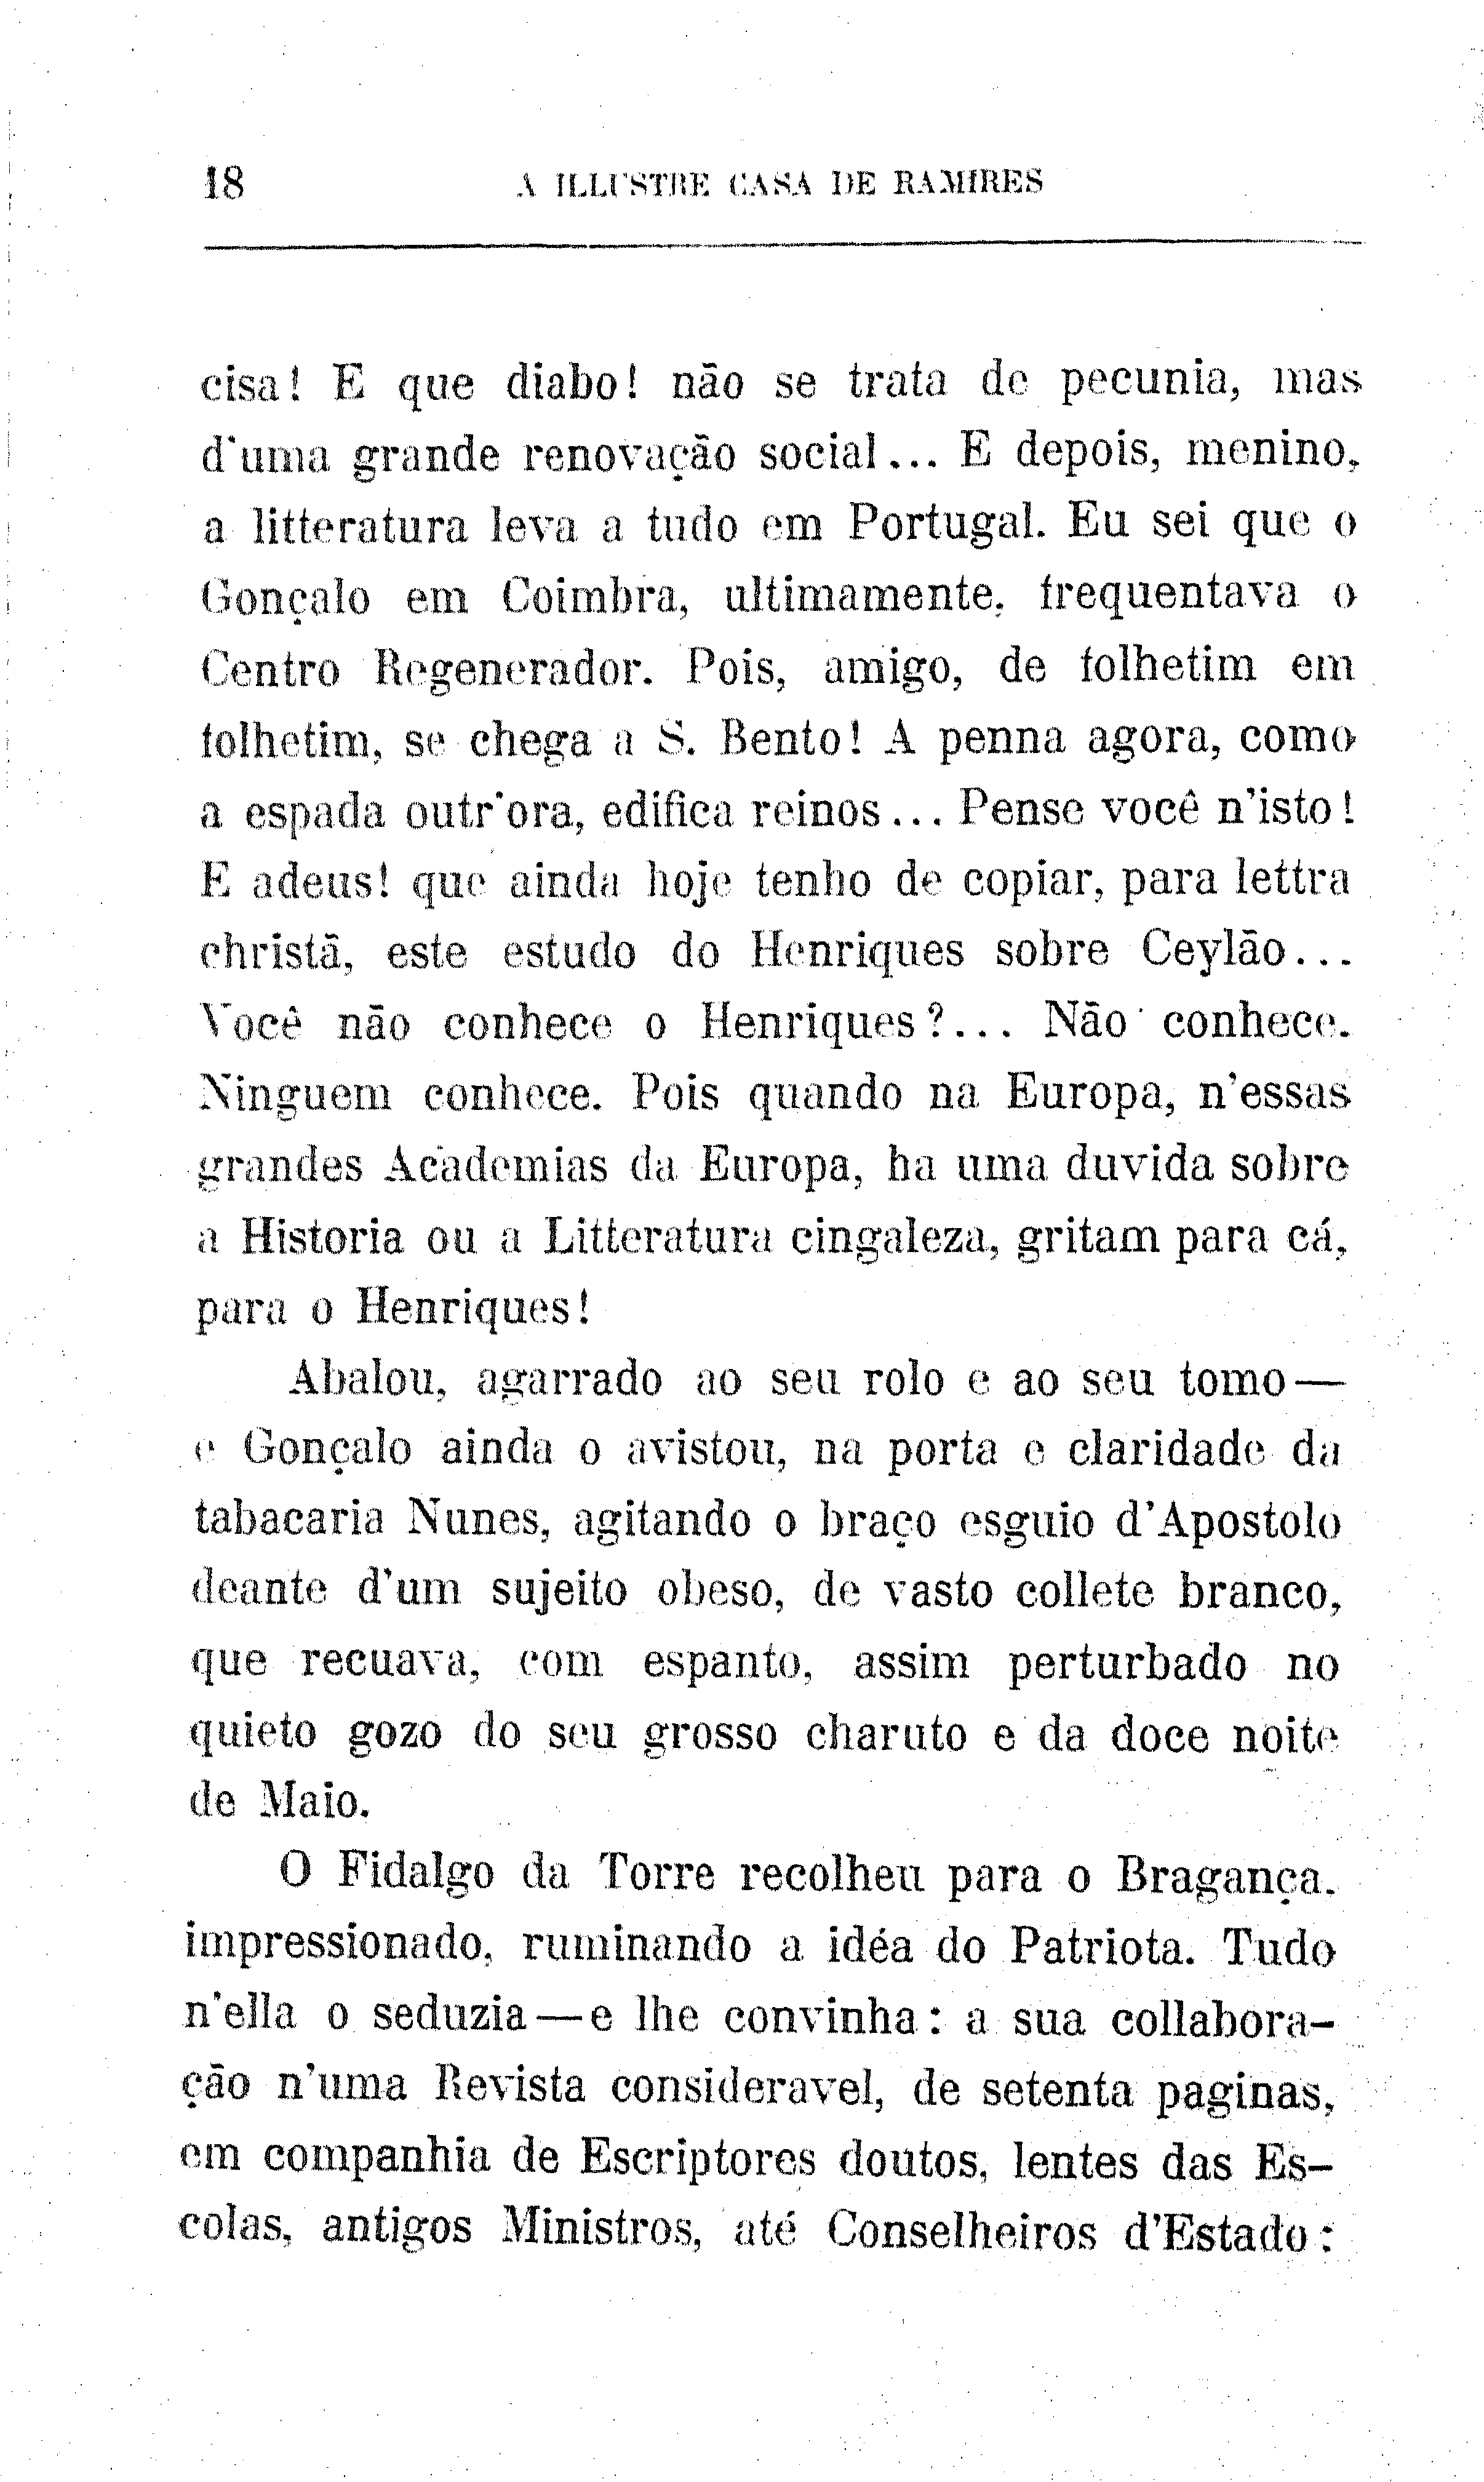 18 A ILLUSTRE CASA DE RAMIRES
cisa! E que diabo! não se trata de pecunia, mas
d'uma grande renovação social... E depois, menino,
a litteratura leva a tudo em Portugal. Eu sei que o
Gonçalo em Coimbra, ultimamente, frequentava o
Centro Regenerador. Pois, amigo, de folhetim em
folhetim, se chega a S. Bento! A penna agora, como
a espada outr'ora, edifica reinos... Pense você n'isto!
E adeus! que ainda hoje tenho de copiar, para lettra
christã, este estudo do Henriques sobre Ceylão...
Você não conhece o Henriques?... Não conhece.
Ninguem conhece. Pois quando na Europa, n'essas
grandes Academias da Europa, ha uma duvida sobre
a Historia ou a Litteratura cingaleza, gritam para cá,
para o Henriques!
Abalou, agarrado ao seu rolo e ao seu tomo—
e Gonçalo ainda o avistou, na porta e claridade da
tabacaria Nunes, agitando o braço esguio d'Apostolo
deante d'um sujeito obeso, de vasto collete branco,
que recuava, com espanto, assim perturbado no
quieto gozo do seu grosso charuto e da doce noite
de Maio.
O Fidalgo da Torre recolheu para o Bragança,
impressionado, ruminando a idéa do Patriota. Tudo
n'ella o seduzia—e lhe convinha: a sua collabora-
ção n'uma Revista consideravel, de setenta paginas,
em companhia de Escriptores doutos, lentes das Es-
colas, antigos Ministros, até Conselheiros d'Estado: